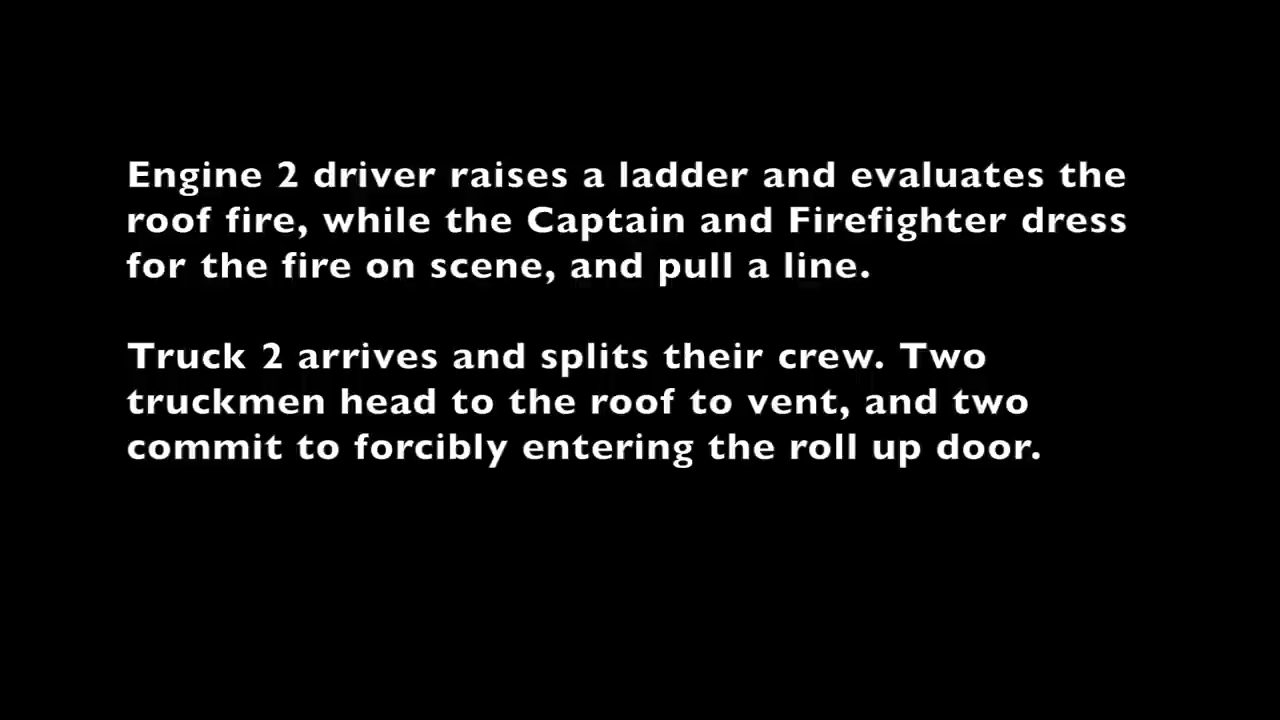 Engine 2 driver raises a ladder and evaluates the
roof fire, while the Captain and Firefighter dress
for the fire on scene, and pull a line.
Truck 2 arrives and splits their crew. Two
truckmen head to the roof to vent, and two
commit to forcibly entering the roll up door.